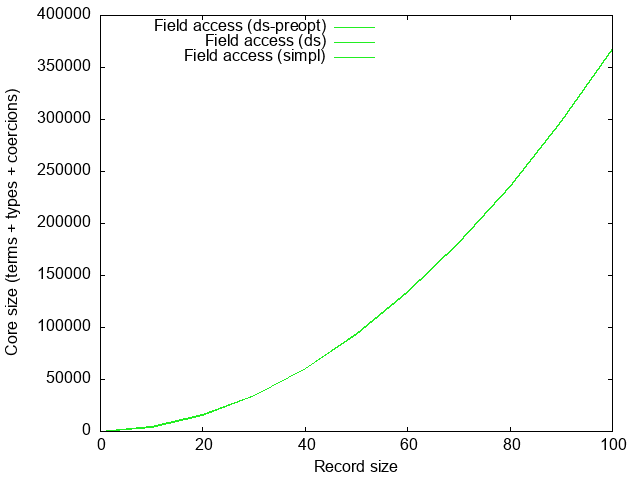 Field access (ds-preopt)
Field access (ds)
Field access (simpl)
400000
350000
300000
250000
200000
150000
100000
50000
0
Core size (terms + types + coercions)
0 20 40 60 80 100
Record size